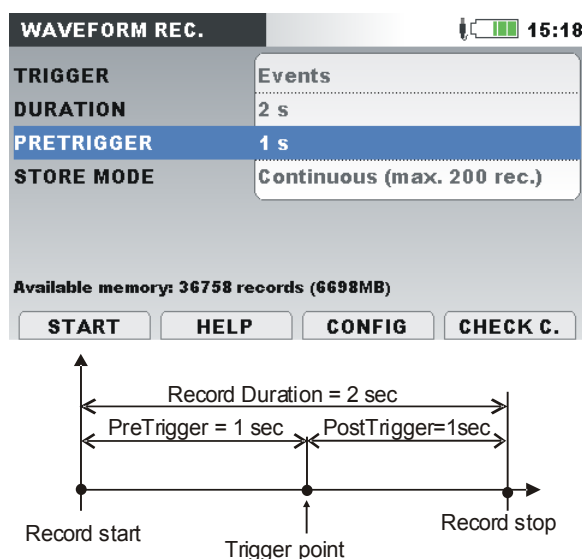 WAVEFORM REC. 15:18
TRIGGER Events
DURATION 2 s
PRETRIGGER 1 s
STORE MODE Continuous (max. 200 rec.)
Available memory: 36758 records (6698MB)
START HELP CONFIG CHECK C.
Record Duration = 2 sec
PreTrigger = 1 sec PostTrigger=1sec
Record start Trigger point Record stop